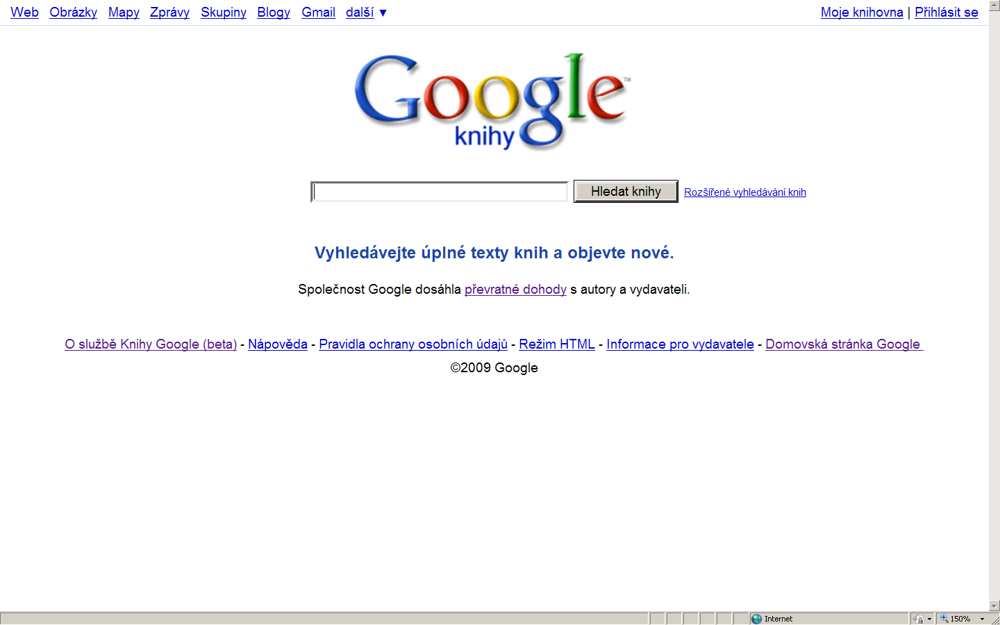 Web Obrázky Mapy Zprávy Skupiny Blogy Gmail další ▼ Moje knihovna | Přihlásit se
Google™
knihy
Hledat knihy Rozšířené vyhledávání knih
Vyhledávejte úplné texty knih a objevte nové.
Společnost Google dosáhla převratné dohody s autory a vydavateli.
O službě Knihy Google (beta) - Nápověda - Pravidla ochrany osobních údajů - Režim HTML - Informace pro vydavatele - Domovská stránka Google
©2009 Google
Internet 150%